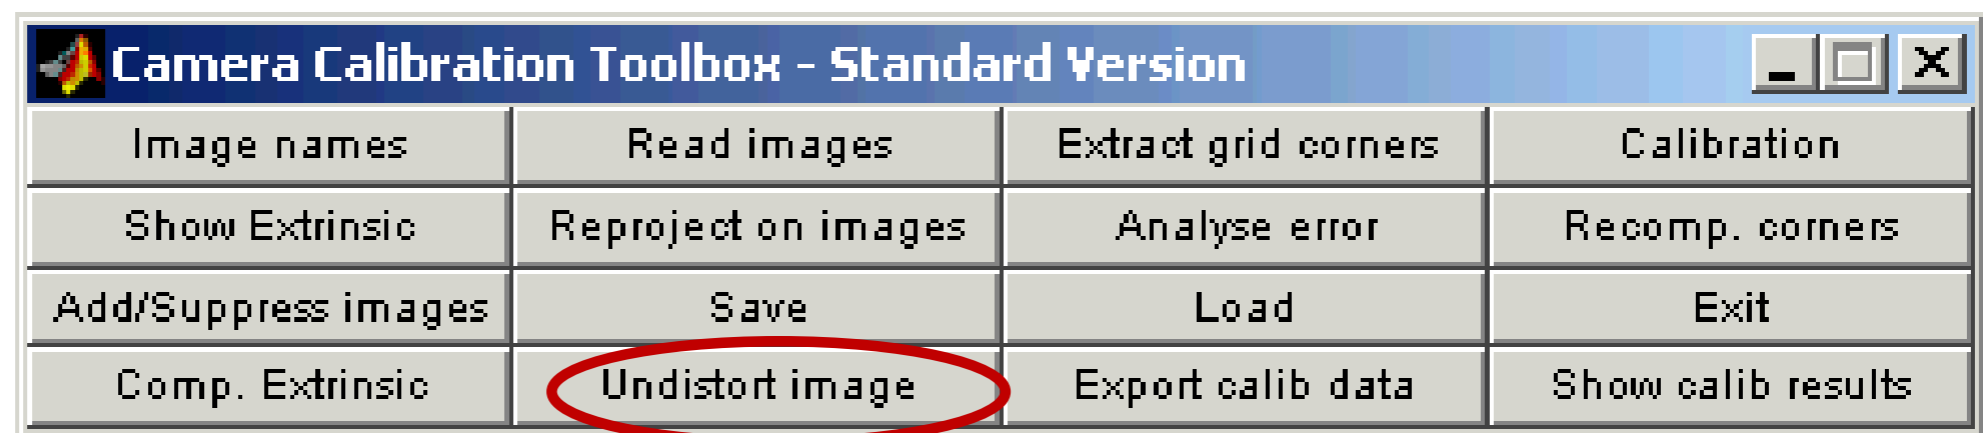 Camera Calibration Toolbox - Standard Version
Image names Read images Extract grid corners Calibration
Show Extrinsic Reproject on images Analyse error Recomp. corners
Add/Suppress images Save Load Exit
Comp. Extrinsic Undistort image Export calib data Show calib results